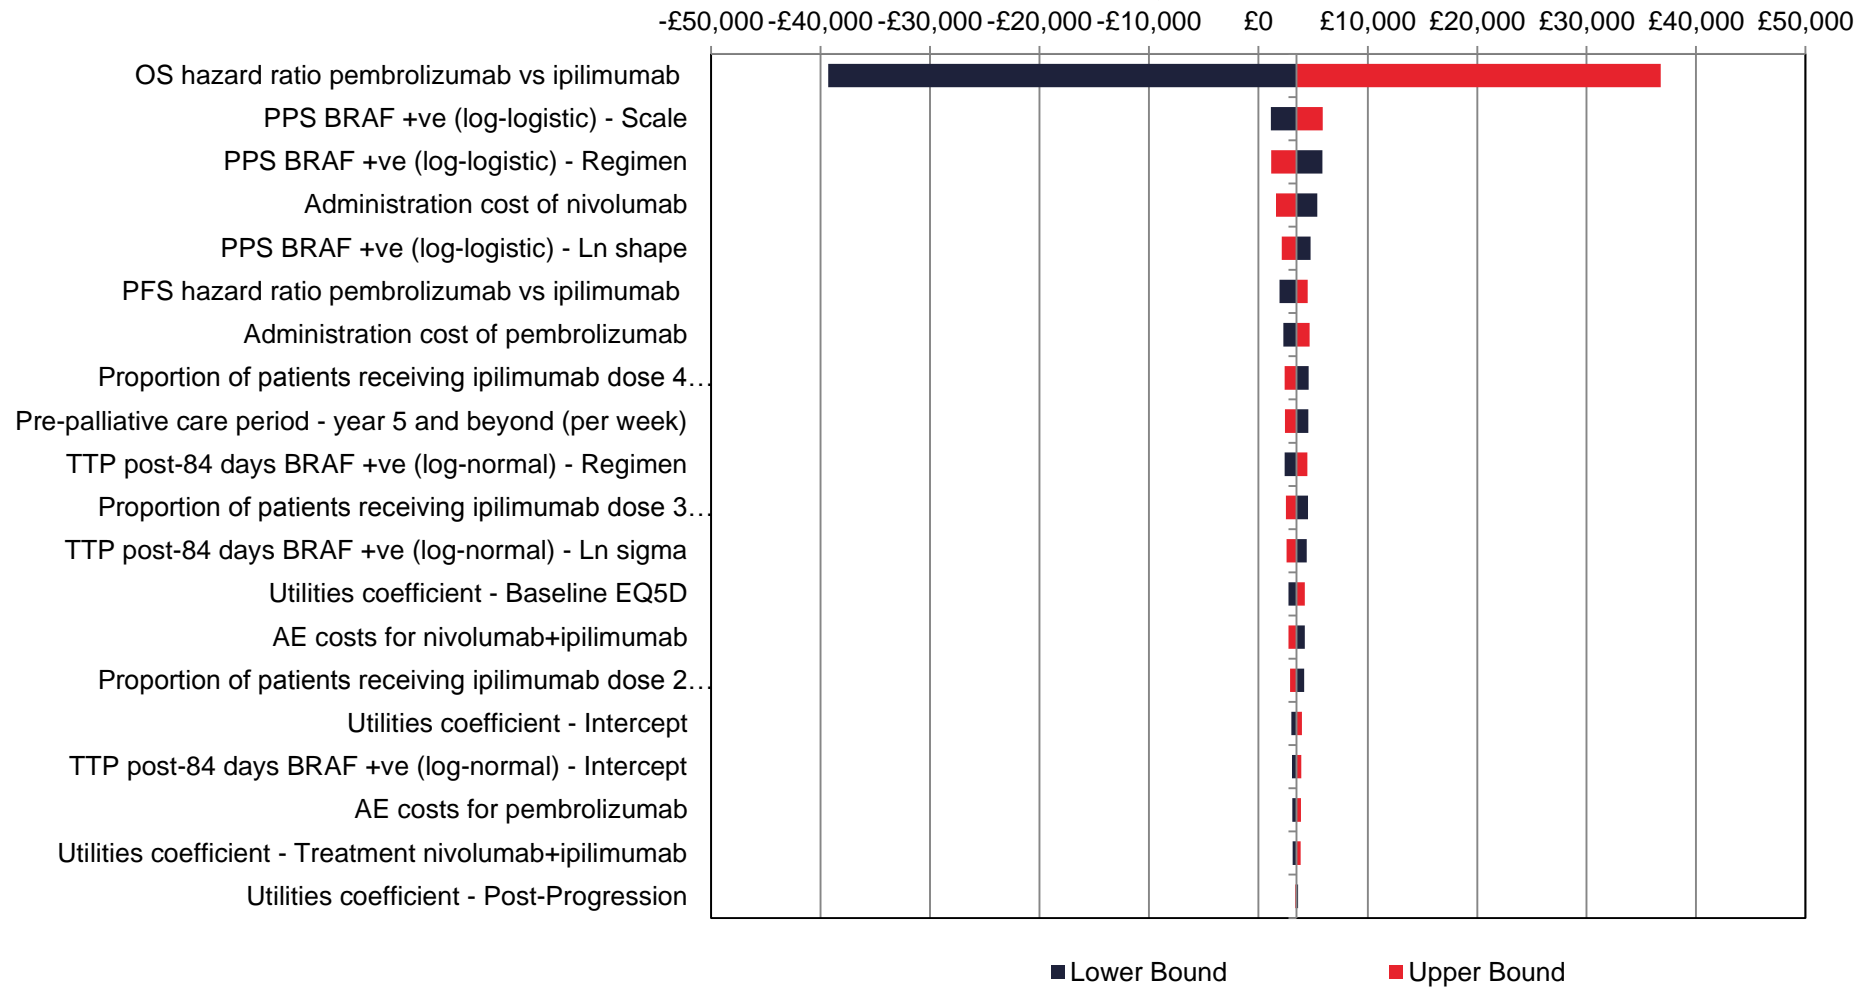 -£50,000 -£40,000 -£30,000 -£20,000 -£10,000 £0 £10,000 £20,000 £30,000 £40,000 £50,000
OS hazard ratio pembrolizumab vs ipilimumab
PPS BRAF +ve (log-logistic) - Scale
PPS BRAF +ve (log-logistic) - Regimen
Administration cost of nivolumab
PPS BRAF +ve (log-logistic) - Ln shape
PFS hazard ratio pembrolizumab vs ipilimumab
Administration cost of pembrolizumab
Proportion of patients receiving ipilimumab dose 4…
Pre-palliative care period - year 5 and beyond (per week)
TTP post-84 days BRAF +ve (log-normal) - Regimen
Proportion of patients receiving ipilimumab dose 3…
TTP post-84 days BRAF +ve (log-normal) - Ln sigma
Utilities coefficient - Baseline EQ5D
AE costs for nivolumab+ipilimumab
Proportion of patients receiving ipilimumab dose 2…
Utilities coefficient - Intercept
TTP post-84 days BRAF +ve (log-normal) - Intercept
AE costs for pembrolizumab
Utilities coefficient - Treatment nivolumab+ipilimumab
Utilities coefficient - Post-Progression
Lower Bound Upper Bound